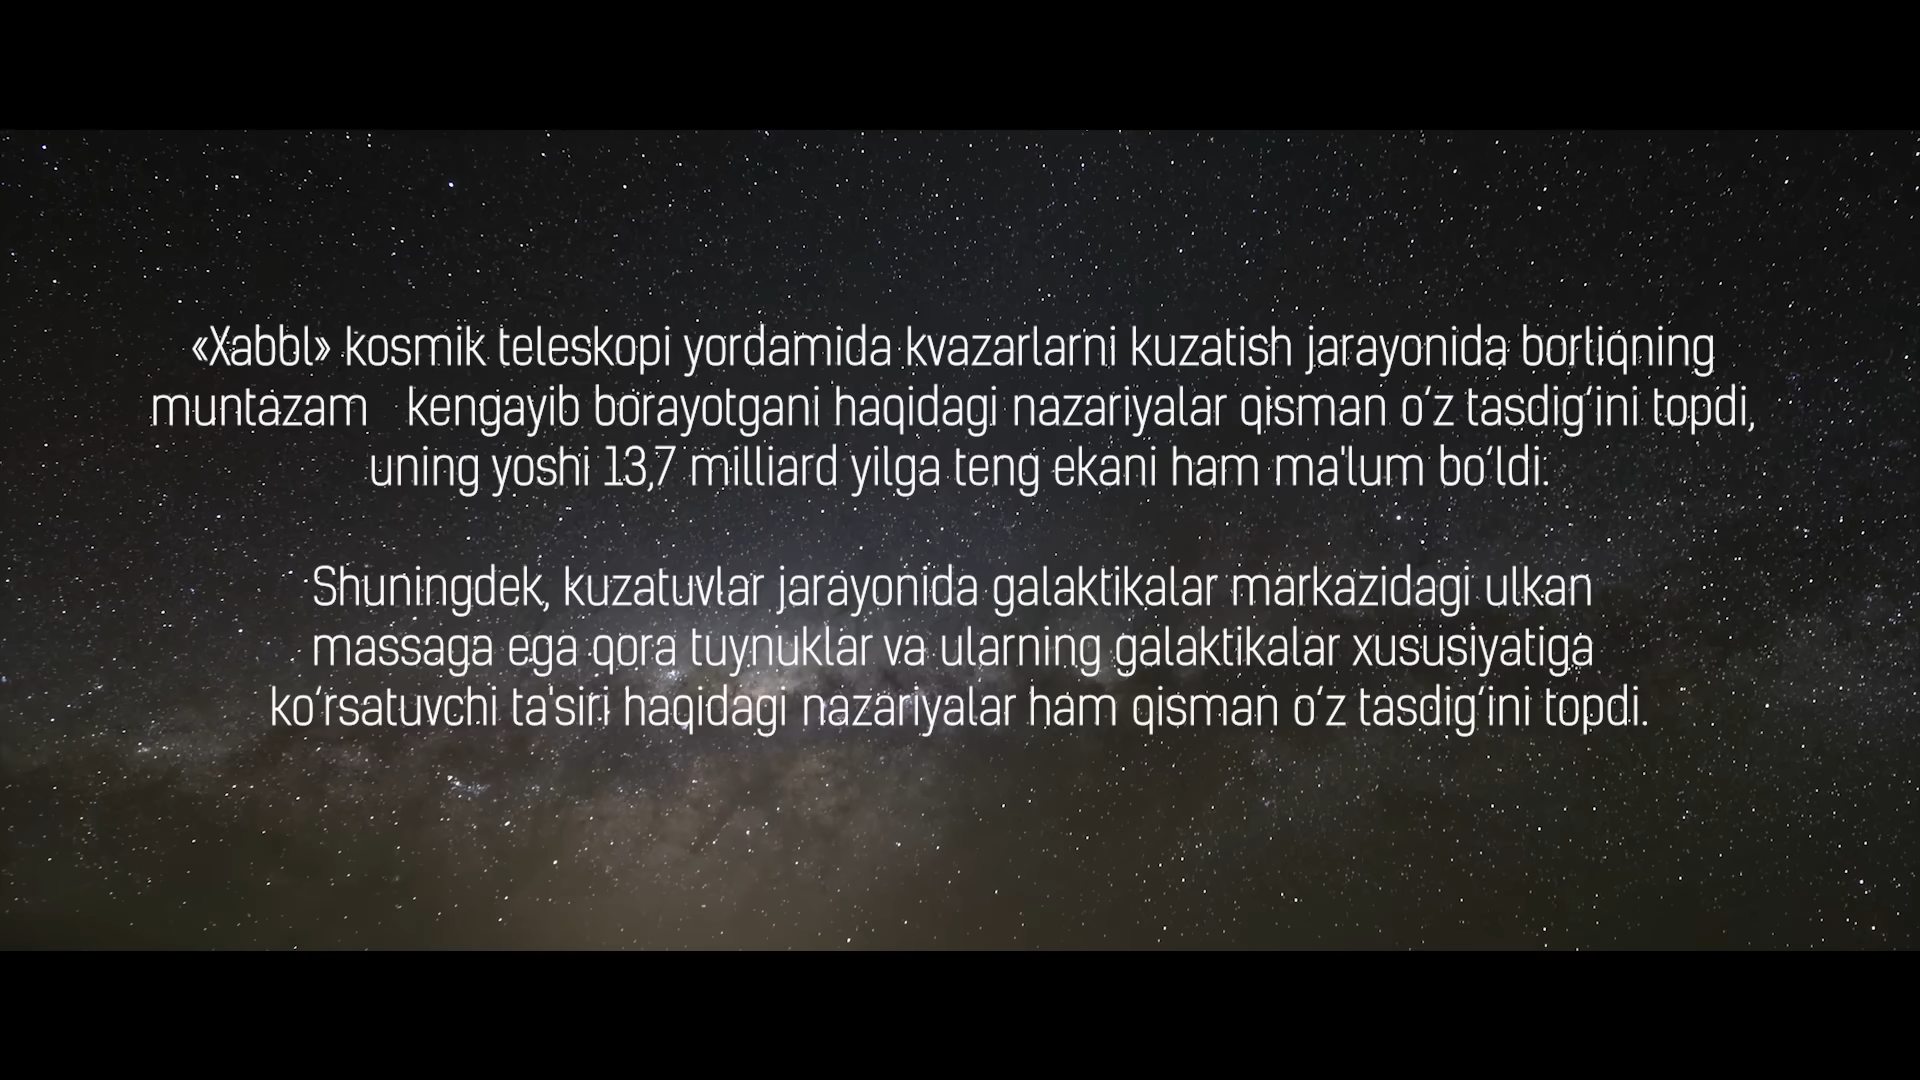 «Xabbl» kosmik teleskopi yordamida kvazarlarni kuzatish jarayonida borliqning
muntazam kengayib borayotgani haqidagi nazariyalar qisman o‘z tasdig‘ini topdi,
uning yoshi 13,7 milliard yilga teng ekani ham ma'lum bo‘ldi.
Shuningdek, kuzatuvlar jarayonida galaktikalar markazidagi ulkan
massaga ega qora tuynuklar va ularning galaktikalar xususiyatiga
ko‘rsatuvchi ta'siri haqidagi nazariyalar ham qisman o‘z tasdig‘ini topdi.